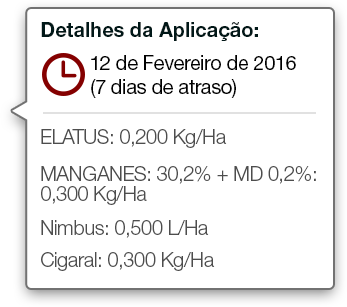 Detalhes da Aplicação:
12 de Fevereiro de 2016
(7 dias de atraso)
ELATUS: 0,200 Kg/Ha
MANGANES: 30,2% + MD 0,2%:
0,300 Kg/Ha
Nimbus: 0,500 L/Ha
Cigaral: 0,300 Kg/Ha